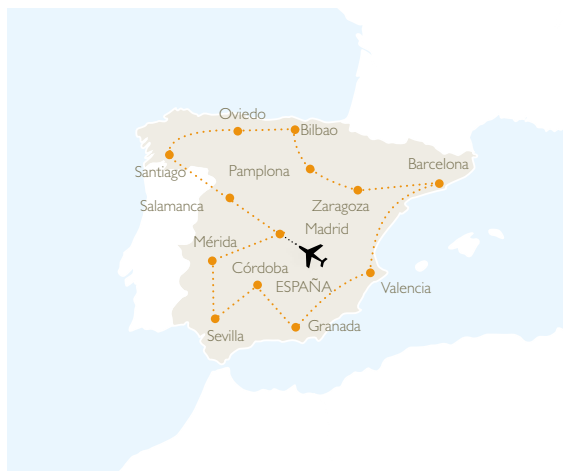 Oviedo
Bilbao
Barcelona
Santiago
Pamplona
Salamanca
Zaragoza
Madrid
Mérida
Córdoba
ESPAÑA
Valencia
Granada
Sevilla